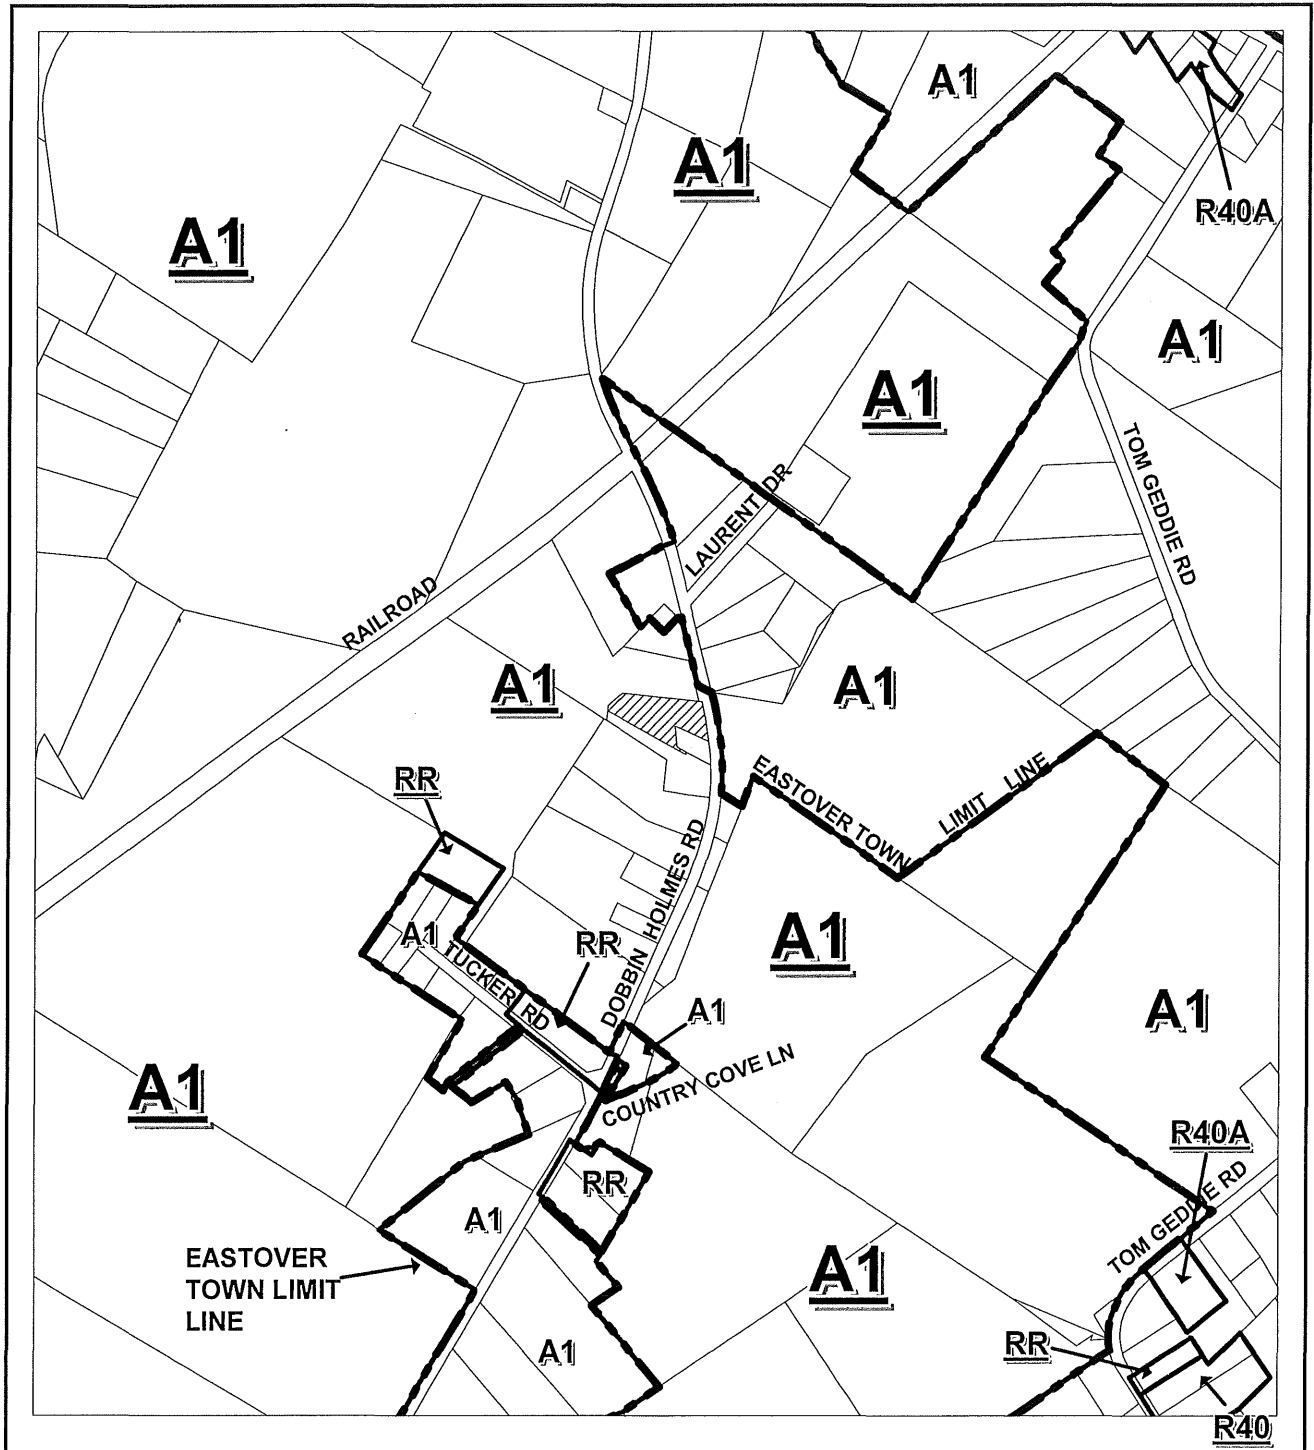 A1
R40A
A1
A1
A1
A1
TOM GEDDIE RD
LAURENT DR
RAILROAD
A1
A1
EASTOVER TOWN LIMIT LINE
RR
DOBBIN HOLMES RD
A1
TUCKER RD
RR
A1
A1
A1
COUNTRY COVE LN
A1
R40A
TOM GEDDIE RD
RR
A1
EASTOVER
TOWN LIMIT
LINE
A1
A1
RR
R40